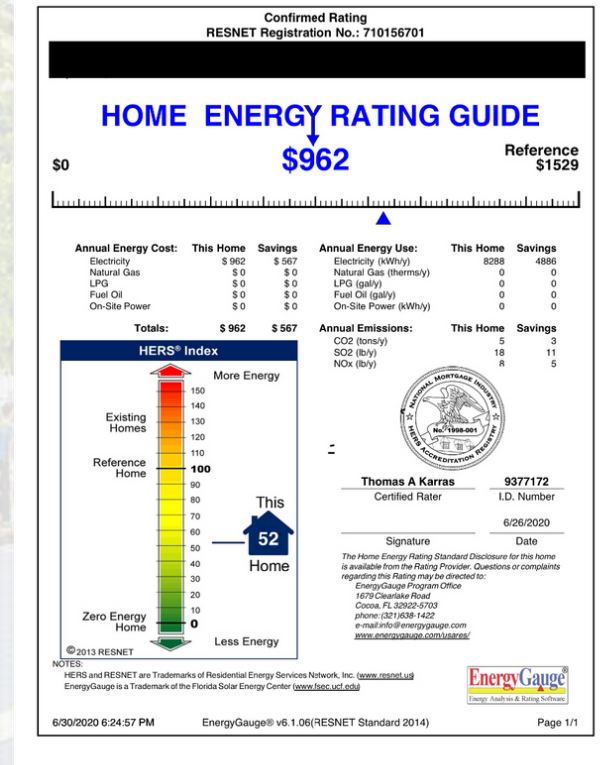 Confirmed Rating
RESNET Registration No.: 710156701
HOME ENERGY RATING GUIDE
$0 $962 Reference
$1529
Annual Energy Cost: This Home Savings
Electricity $ 962 $ 567
Natural Gas $ 0 $ 0
LPG $ 0 $ 0
Fuel Oil $ 0 $ 0
On-Site Power $ 0 $ 0
Totals: $ 962 $ 567
Annual Energy Use: This Home Savings
Electricity (kWh/y) 8288 4886
Natural Gas (therms/y) 0 0
LPG (gal/y) 0 0
Fuel Oil (gal/y) 0 0
On-Site Power (kWh/y) 0 0
Annual Emissions: This Home Savings
CO2 (tons/y) 5 3
SO2 (lb/y) 18 11
NOx (lb/y) 8 5
HERS® Index
More Energy
150
140
Existing
Homes
130
120
110
Reference
Home
100
90
80
70
60
50
40
30
20
10
0
This
52
Home
Zero Energy
Home
Less Energy
©2013 RESNET
NATIONAL MORTGAGE INDUSTRY
No. 1998-001
HERS ACCREDITATION REGISTRY
Thomas A Karras 9377172
Certified Rater I.D. Number
6/26/2020
Signature Date
The Home Energy Rating Standard Disclosure for this home
is available from the Rating Provider. Questions or complaints
regarding this Rating may be directed to:
EnergyGauge Program Office
1679 Clearlake Road
Cocoa, FL 32922-5703
phone: (321)638-1422
e-mail:info@energygauge.com
www.energygauge.com/usares/
NOTES:
HERS and RESNET are Trademarks of Residential Energy Services Network, Inc. (www.resnet.us)
EnergyGauge is a Trademark of the Florida Solar Energy Center (www.fsec.ucf.edu)
EnergyGauge®
Energy Analysis & Rating Software
6/30/2020 6:24:57 PM EnergyGauge® v6.1.06(RESNET Standard 2014) Page 1/1